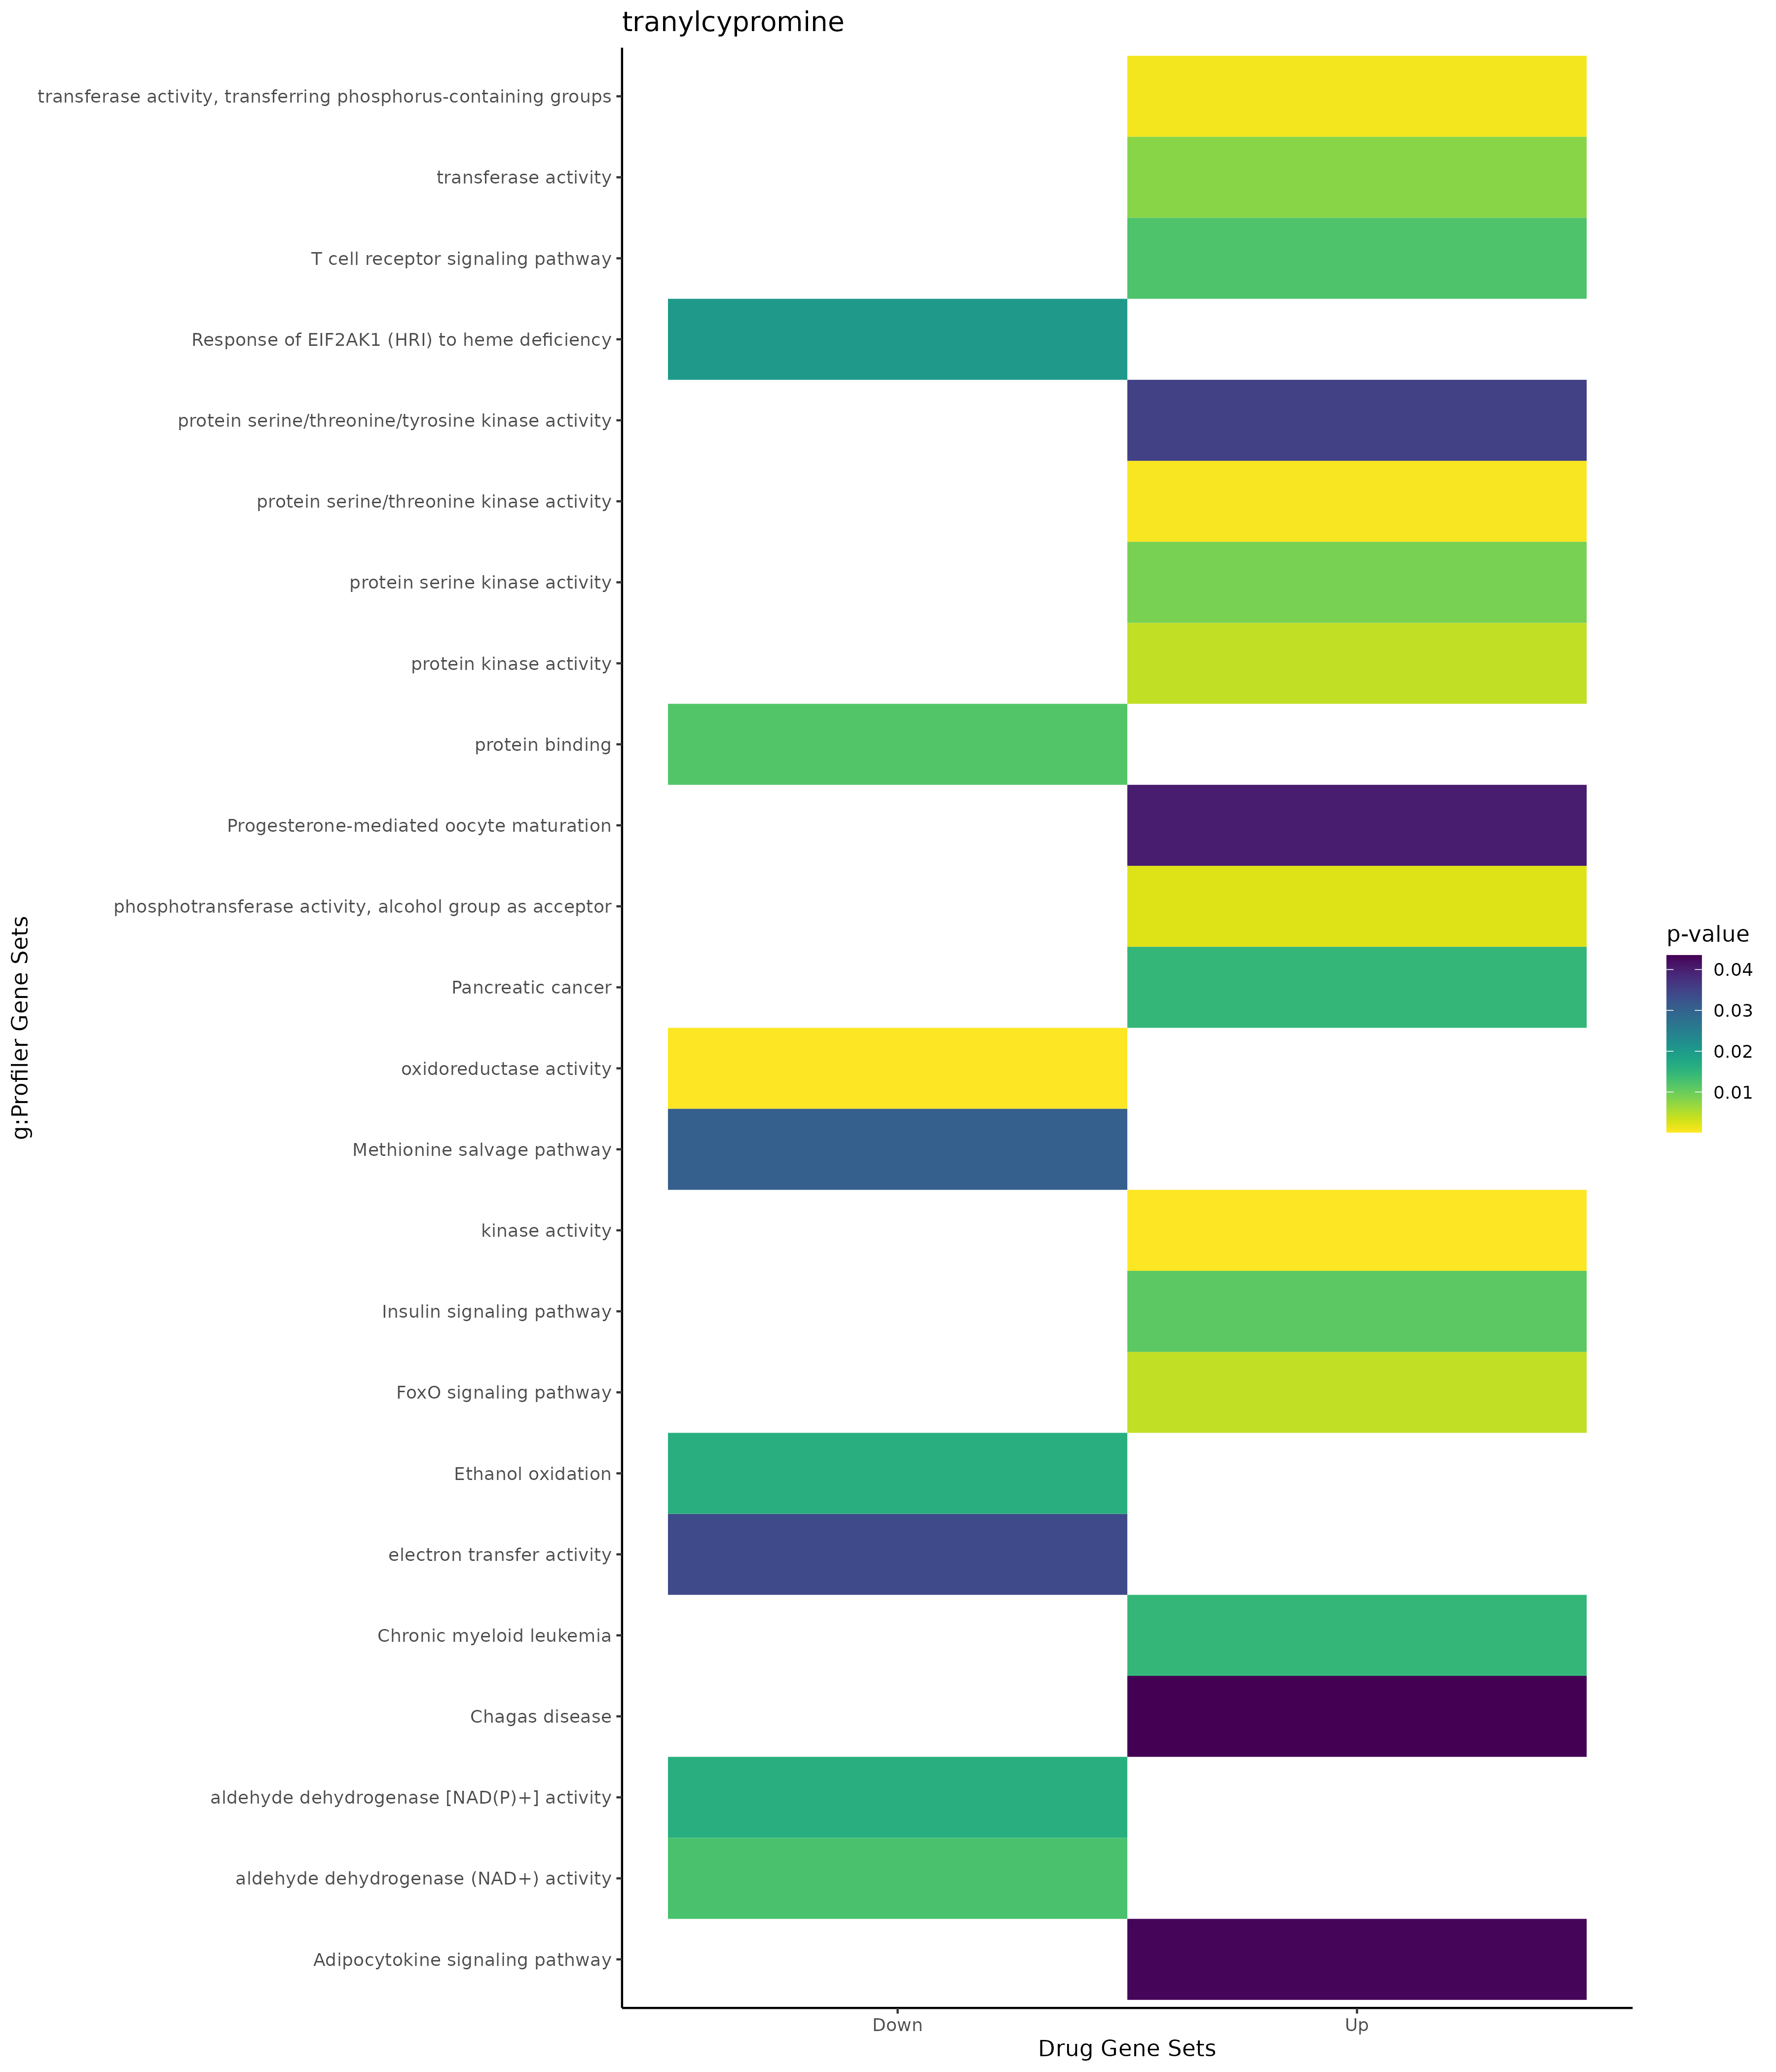 tranylcypromine
transferase activity, transferring phosphorus-containing groups
transferase activity
T cell receptor signaling pathway
Response of EIF2AK1 (HRI) to heme deficiency
protein serine/threonine/tyrosine kinase activity
protein serine/threonine kinase activity
protein serine kinase activity
protein kinase activity
protein binding
Progesterone-mediated oocyte maturation
phosphotransferase activity, alcohol group as acceptor
Pancreatic cancer
oxidoreductase activity
Methionine salvage pathway
kinase activity
Insulin signaling pathway
FoxO signaling pathway
Ethanol oxidation
electron transfer activity
Chronic myeloid leukemia
Chagas disease
aldehyde dehydrogenase [NAD(P)+] activity
aldehyde dehydrogenase (NAD+) activity
Adipocytokine signaling pathway
g:Profiler Gene Sets
Down
Up
Drug Gene Sets
p-value
0.04
0.03
0.02
0.01